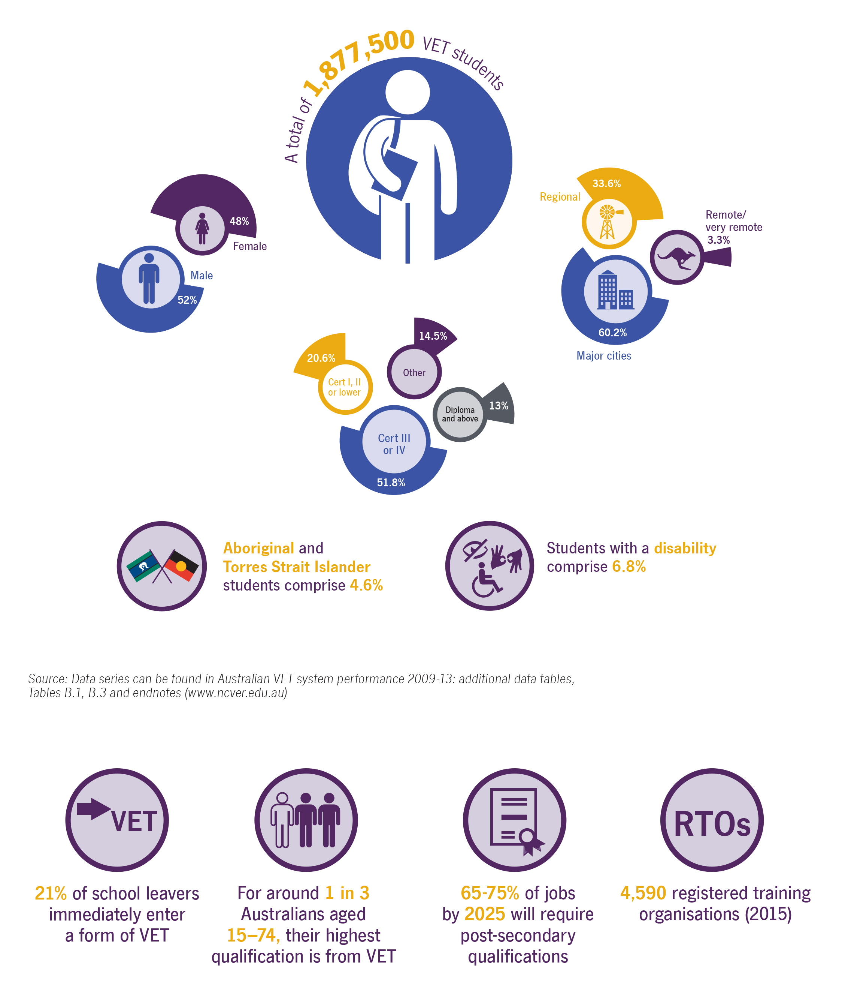 A total of 1,877,500 VET students
48%
Female
Male
52%
33.6%
Regional
Remote/
very remote
3.3%
60.2%
Major cities
14.5%
Other
20.6%
Cert I, II
or lower
13%
Diploma
and above
Cert III
or IV
51.8%
Aboriginal and
Torres Strait Islander
students comprise 4.6%
Students with a disability
comprise 6.8%
Source: Data series can be found in Australian VET system performance 2009-13: additional data tables,
Tables B.1, B.3 and endnotes (www.ncver.edu.au)
VET
21% of school leavers
immediately enter
a form of VET
For around 1 in 3
Australians aged
15–74, their highest
qualification is from VET
65-75% of jobs
by 2025 will require
post-secondary
qualifications
RTOs
4,590 registered training
organisations (2015)